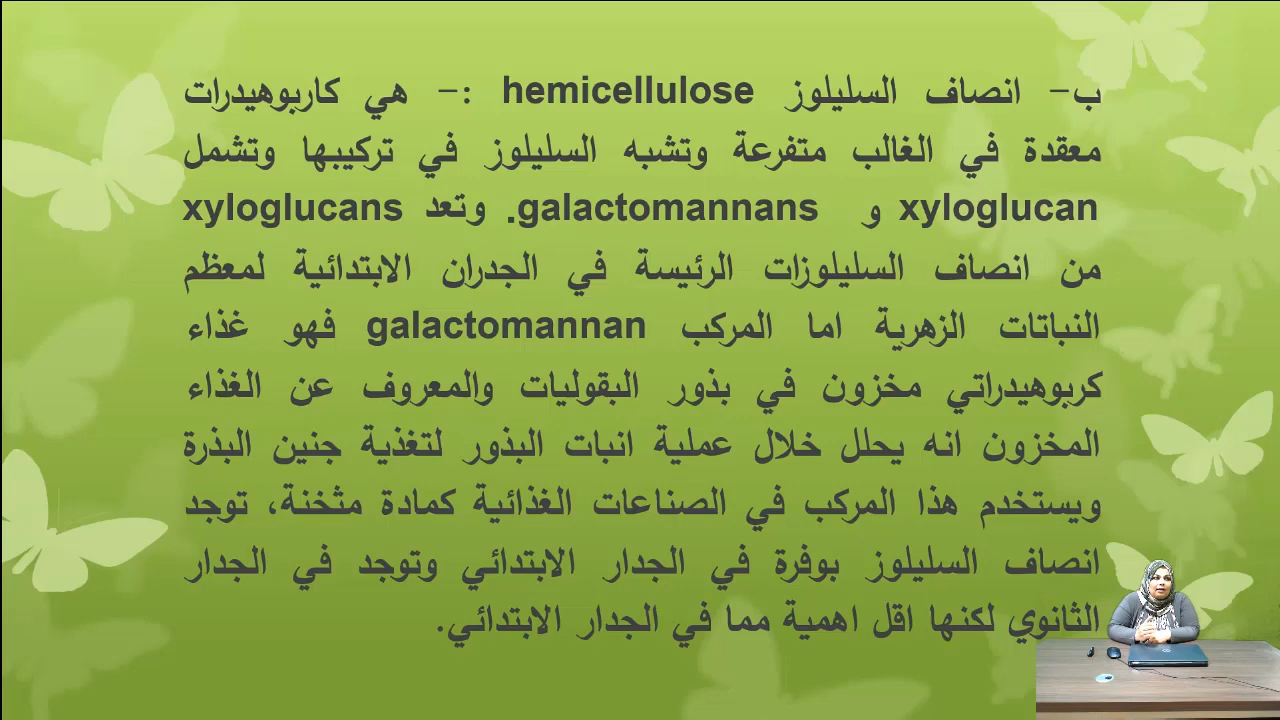 ب- انصاف السليلوز hemicellulose :- هي كاربوهيدرات
معقدة في الغالب متفرعة وتشبه السليلوز في تركيبها وتشمل
xyloglucan و galactomannans. وتعد xyloglucans
من انصاف السليلوزات الرئيسة في الجدران الابتدائية لمعظم
النباتات الزهرية اما المركب galactomannan فهو غذاء
كربوهيدراتي مخزون في بذور البقوليات والمعروف عن الغذاء
المخزون انه يحلل خلال عملية انبات البذور لتغذية جنين البذرة
ويستخدم هذا المركب في الصناعات الغذائية كمادة مثخنة، توجد
انصاف السليلوز بوفرة في الجدار الابتدائي وتوجد في الجدار
الثانوي لكنها اقل اهمية مما في الجدار الابتدائي.